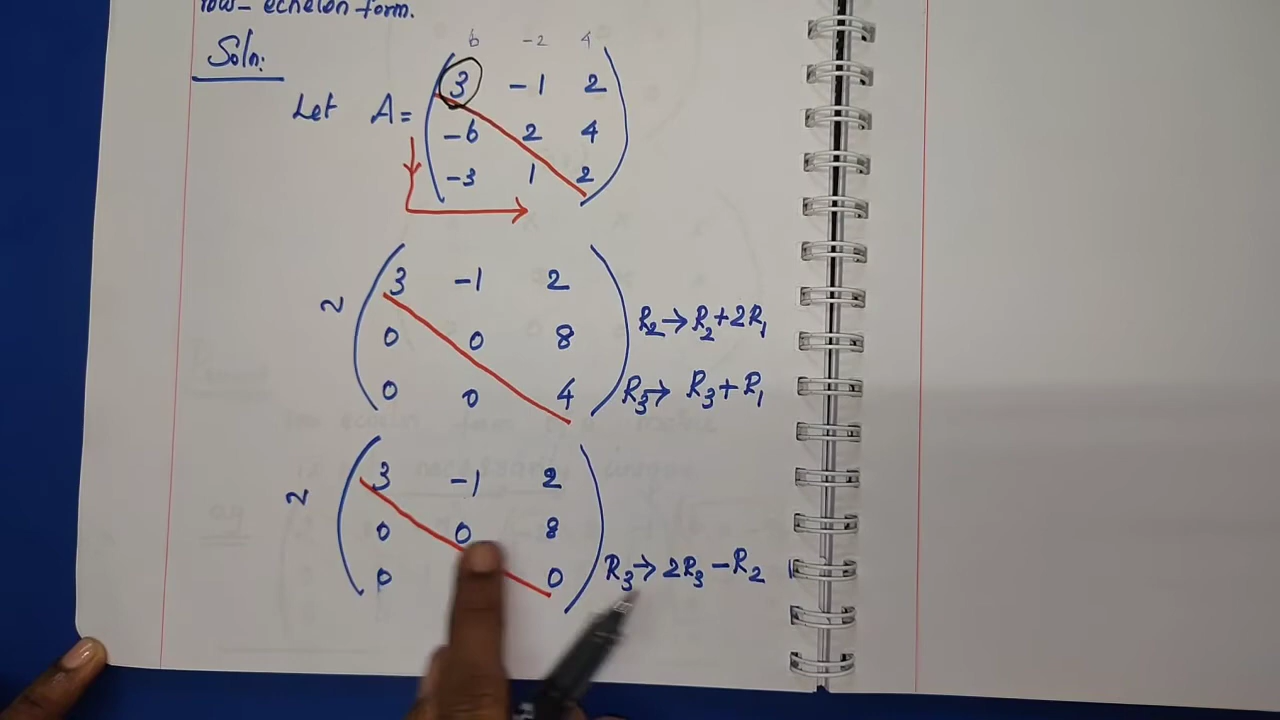 row-echelon form.
Soln:
6 -2 4
3 -1 2
Let A= -6 2 4
-3 1 2
~ 3 -1 2
0 0 8 R2→R2+2R1
0 0 4 R3→ R3+R1
~ 3 -1 2
0 0 8
0 0 R3→2R3-R2